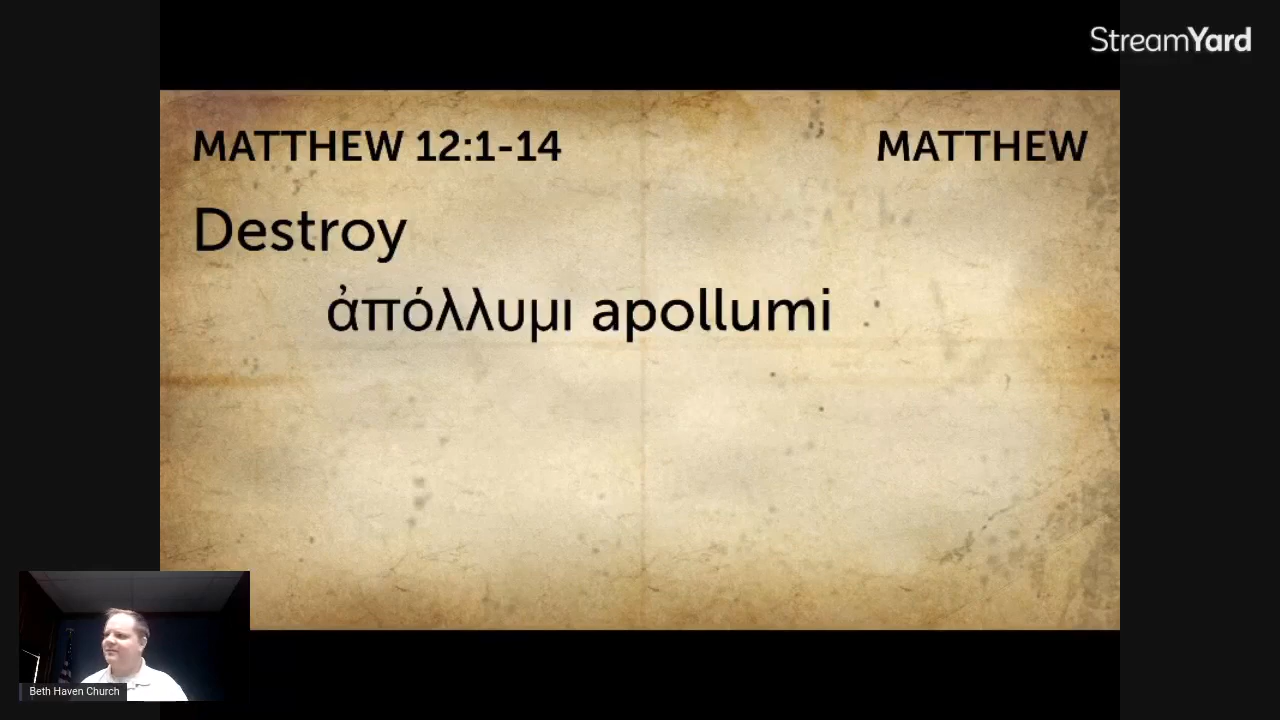 StreamYard
MATTHEW 12:1-14
MATTHEW
Destroy
ἀπόλλυμι apollumi
Beth Haven Church